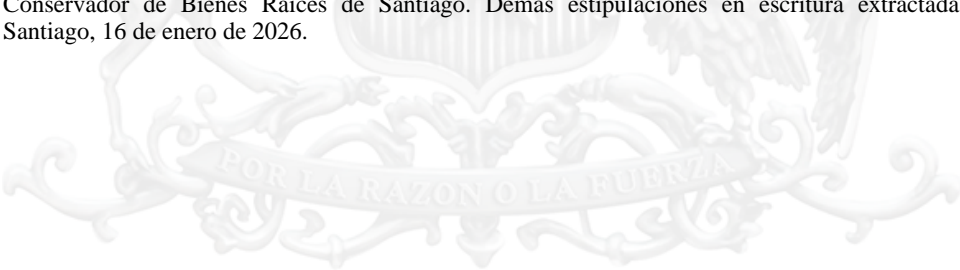 Conservador de Bienes Raíces de Santiago. Demás estipulaciones en escritura extractada
Santiago, 16 de enero de 2026.
POR LA RAZON O LA FUERZA